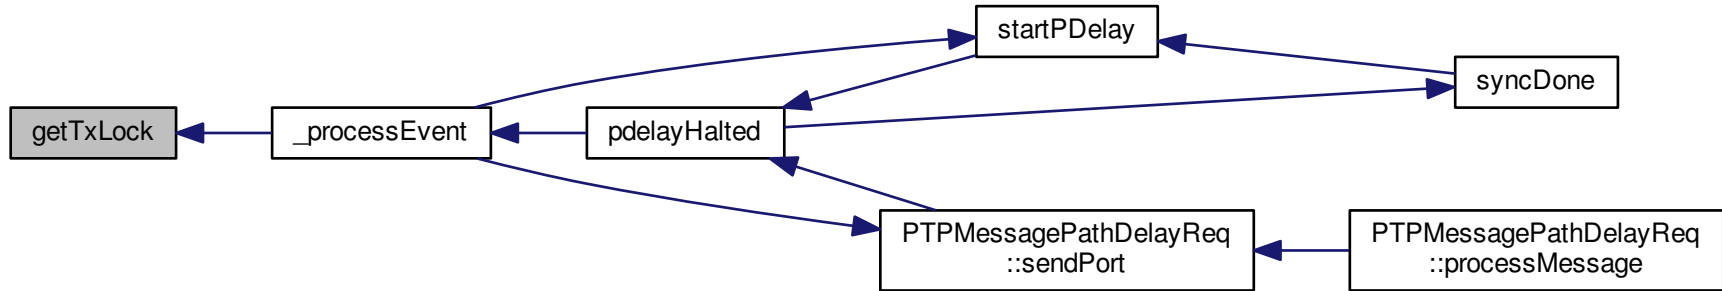 startPDelay
syncDone
getTxLock
_processEvent
pdelayHalted
PTPMessagePathDelayReq
::sendPort
PTPMessagePathDelayReq
::processMessage